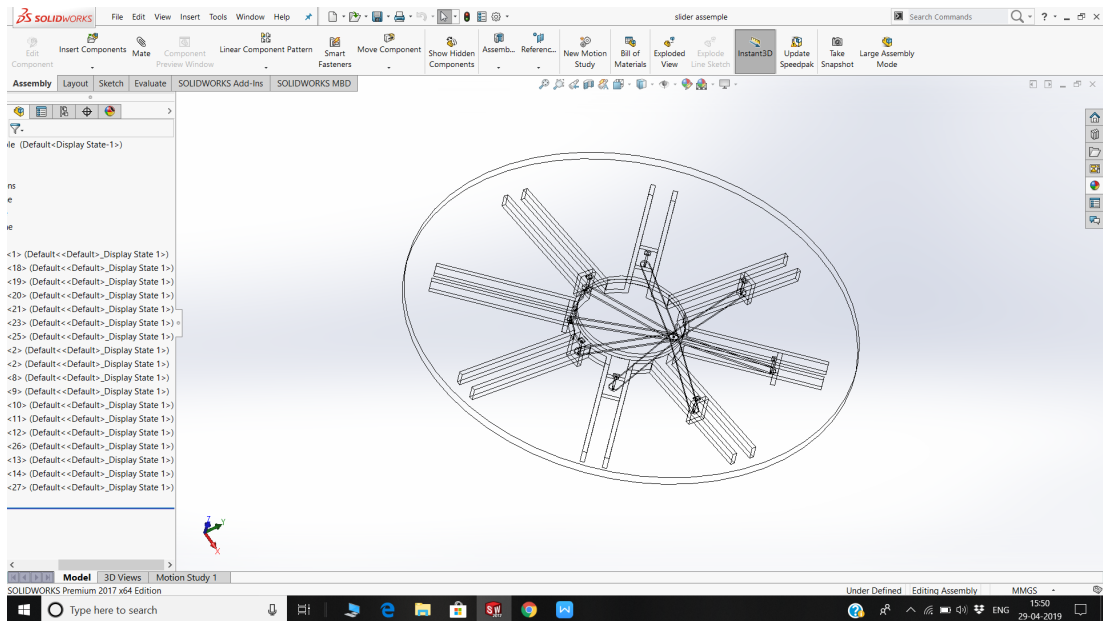 SOLIDWORKS File Edit View Insert Tools Window Help slider assemple Search Commands
Edit Component Insert Components Mate Component Preview Window Linear Component Pattern Smart Fasteners Move Component Show Hidden Components Assemb... Referenc... New Motion Study Bill of Materials Exploded View Explode Line Sketch Instant3D Update Speedpak Take Snapshot Large Assembly Mode
Assembly Layout Sketch Evaluate SOLIDWORKS Add-Ins SOLIDWORKS MBD
le (Default<Display State-1>)
ns
e
ne
<1> (Default<<Default>_Display State 1>)
<18> (Default<<Default>_Display State 1>)
<19> (Default<<Default>_Display State 1>)
<20> (Default<<Default>_Display State 1>)
<21> (Default<<Default>_Display State 1>)
<23> (Default<<Default>_Display State 1>)
<25> (Default<<Default>_Display State 1>)
<2> (Default<<Default>_Display State 1>)
<2> (Default<<Default>_Display State 1>)
<8> (Default<<Default>_Display State 1>)
<9> (Default<<Default>_Display State 1>)
<10> (Default<<Default>_Display State 1>)
<11> (Default<<Default>_Display State 1>)
<12> (Default<<Default>_Display State 1>)
<26> (Default<<Default>_Display State 1>)
<13> (Default<<Default>_Display State 1>)
<14> (Default<<Default>_Display State 1>)
<27> (Default<<Default>_Display State 1>)
Z Y X
Model 3D Views Motion Study 1
SOLIDWORKS Premium 2017 x64 Edition Under Defined Editing Assembly MMGS
Type here to search SW 2017 ENG 15:50
29-04-2019